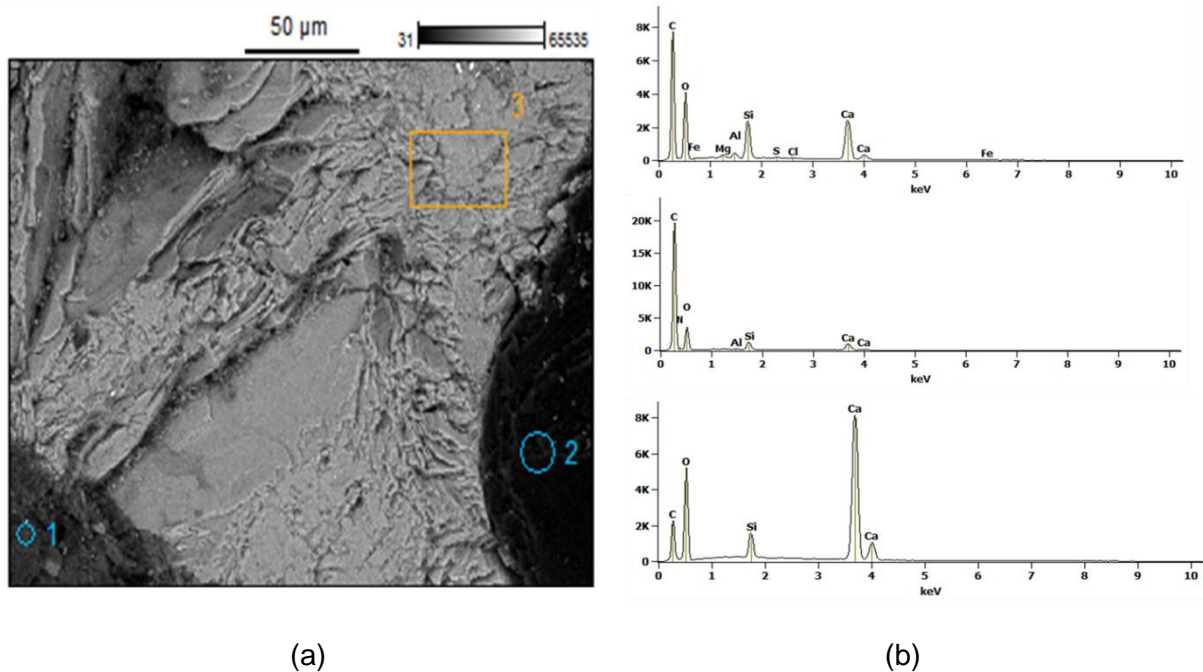 50 µm
31 65535
3
2
1
(a)
8K
6K
4K
2K
0
C
O
Fe
Mg
Al
Si
S
Cl
Ca
Ca
Fe
0 1 2 3 4 5 6 7 8 9 10
keV
20K
15K
10K
5K
0
C
N
O
Al
Si
Ca
Ca
0 1 2 3 4 5 6 7 8 9 10
keV
8K
6K
4K
2K
0
C
O
Si
Ca
Ca
0 1 2 3 4 5 6 7 8 9 10
keV
(b)